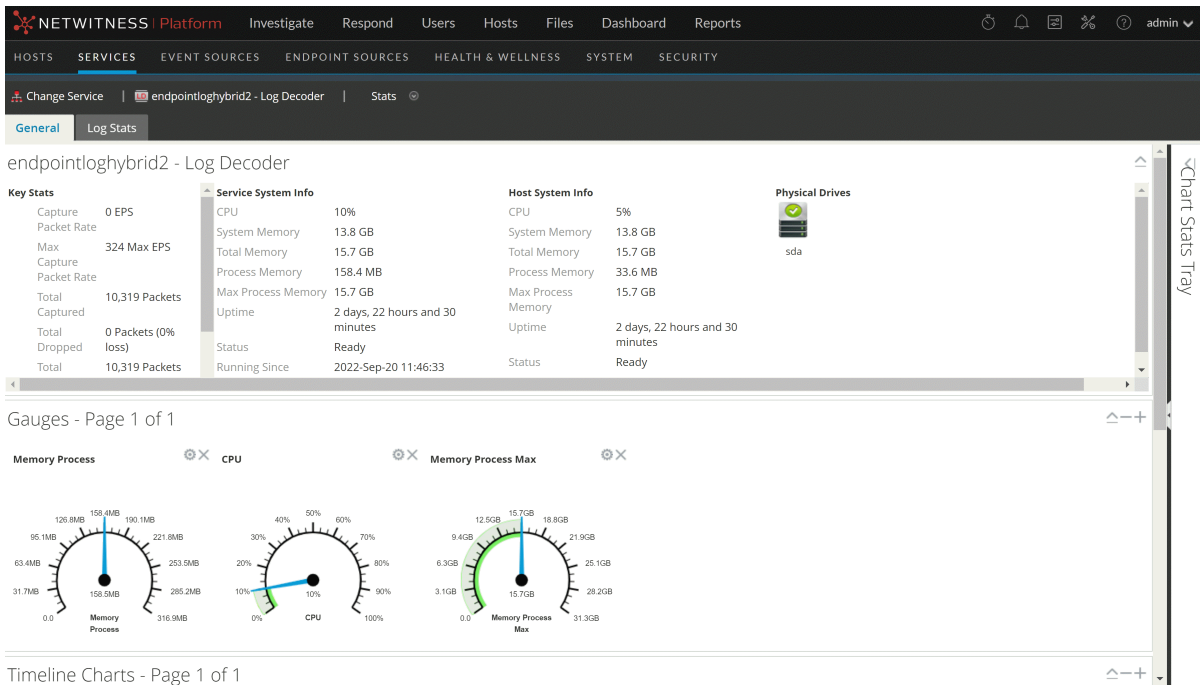 NETWITNESS Platform Investigate Respond Users Hosts Files Dashboard Reports admin
HOSTS SERVICES EVENT SOURCES ENDPOINT SOURCES HEALTH & WELLNESS SYSTEM SECURITY
Change Service | LD endpointloghybrid2 - Log Decoder | Stats
General Log Stats
endpointloghybrid2 - Log Decoder
Key Stats
Capture Packet Rate 0 EPS
Max Capture Packet Rate 324 Max EPS
Total Captured 10,319 Packets
Total Dropped 0 Packets (0% loss)
Total 10,319 Packets
Service System Info
CPU 10%
System Memory 13.8 GB
Total Memory 15.7 GB
Process Memory 158.4 MB
Max Process Memory 15.7 GB
Uptime 2 days, 22 hours and 30 minutes
Status Ready
Running Since 2022-Sep-20 11:46:33
Host System Info
CPU 5%
System Memory 13.8 GB
Total Memory 15.7 GB
Process Memory 33.6 MB
Max Process Memory 15.7 GB
Uptime 2 days, 22 hours and 30 minutes
Status Ready
Physical Drives
sda
Chart Stats Tray
Gauges - Page 1 of 1
Memory Process
0.0 31.7MB 63.4MB 95.1MB 126.8MB 158.4MB 190.1MB 221.8MB 253.5MB 285.2MB 316.9MB
158.5MB
Memory Process
CPU
0% 10% 20% 30% 40% 50% 60% 70% 80% 90% 100%
10%
CPU
Memory Process Max
0.0 3.1GB 6.3GB 9.4GB 12.5GB 15.7GB 18.8GB 21.9GB 25.1GB 28.2GB 31.3GB
15.7GB
Memory Process Max
Timeline Charts - Page 1 of 1